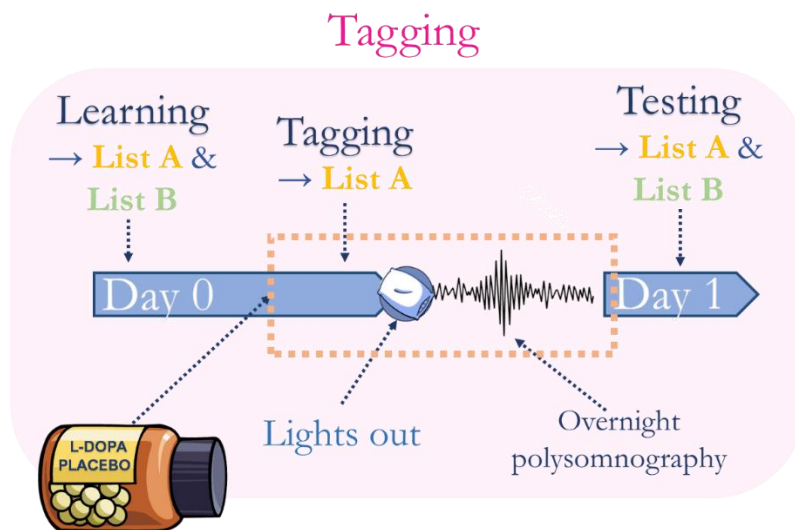 Tagging
Learning
→ List A &
List B
Tagging
→ List A
Testing
→ List A &
List B
Day 0
Day 1
L-DOPA
PLACEBO
Lights out
Overnight
polysomnography